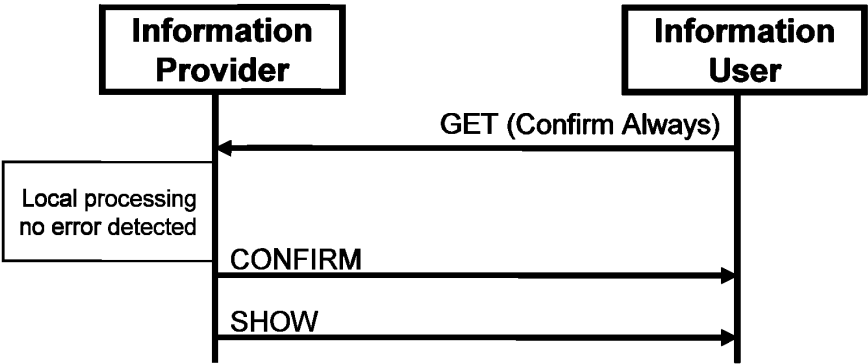 Information
Provider
Information
User
GET (Confirm Always)
Local processing
no error detected
CONFIRM
SHOW